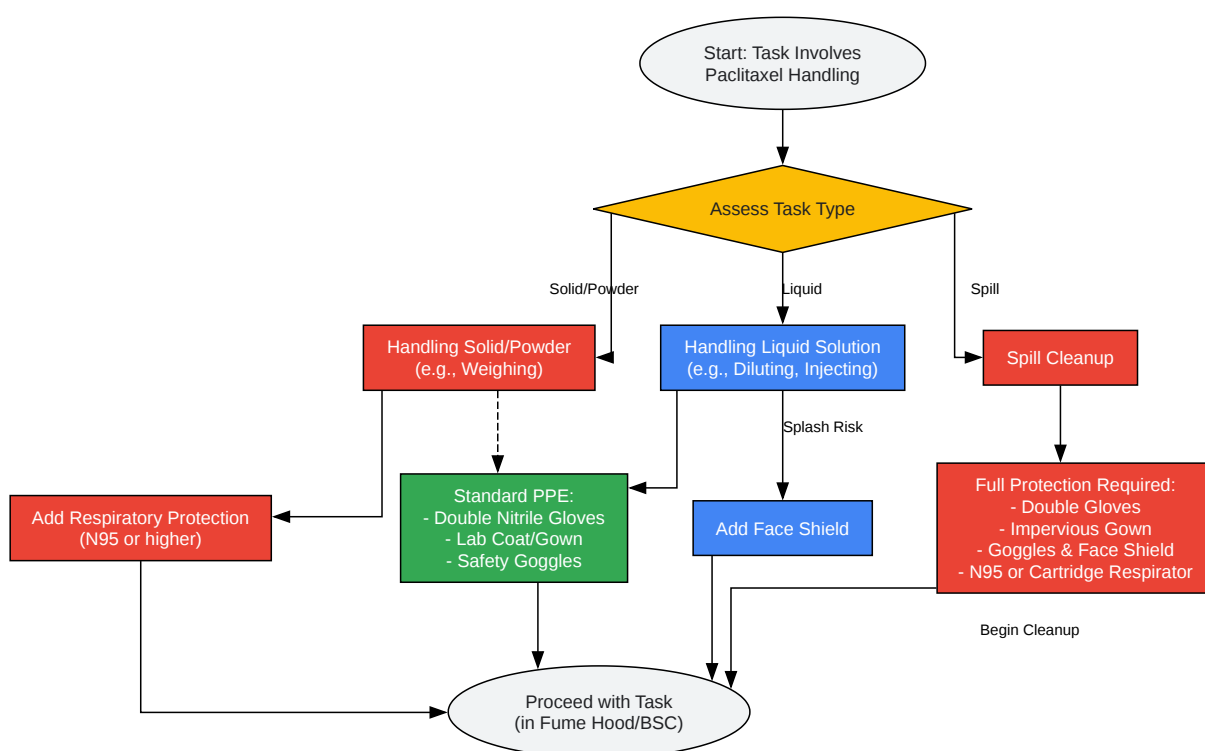 Start: Task Involves
Paclitaxel Handling
Assess Task Type
Solid/Powder
Liquid
Spill
Handling Solid/Powder
(e.g., Weighing)
Handling Liquid Solution
(e.g., Diluting, Injecting)
Spill Cleanup
Splash Risk
Add Respiratory Protection
(N95 or higher)
Standard PPE:
- Double Nitrile Gloves
- Lab Coat/Gown
- Safety Goggles
Add Face Shield
Full Protection Required:
- Double Gloves
- Impervious Gown
- Goggles & Face Shield
- N95 or Cartridge Respirator
Begin Cleanup
Proceed with Task
(in Fume Hood/BSC)